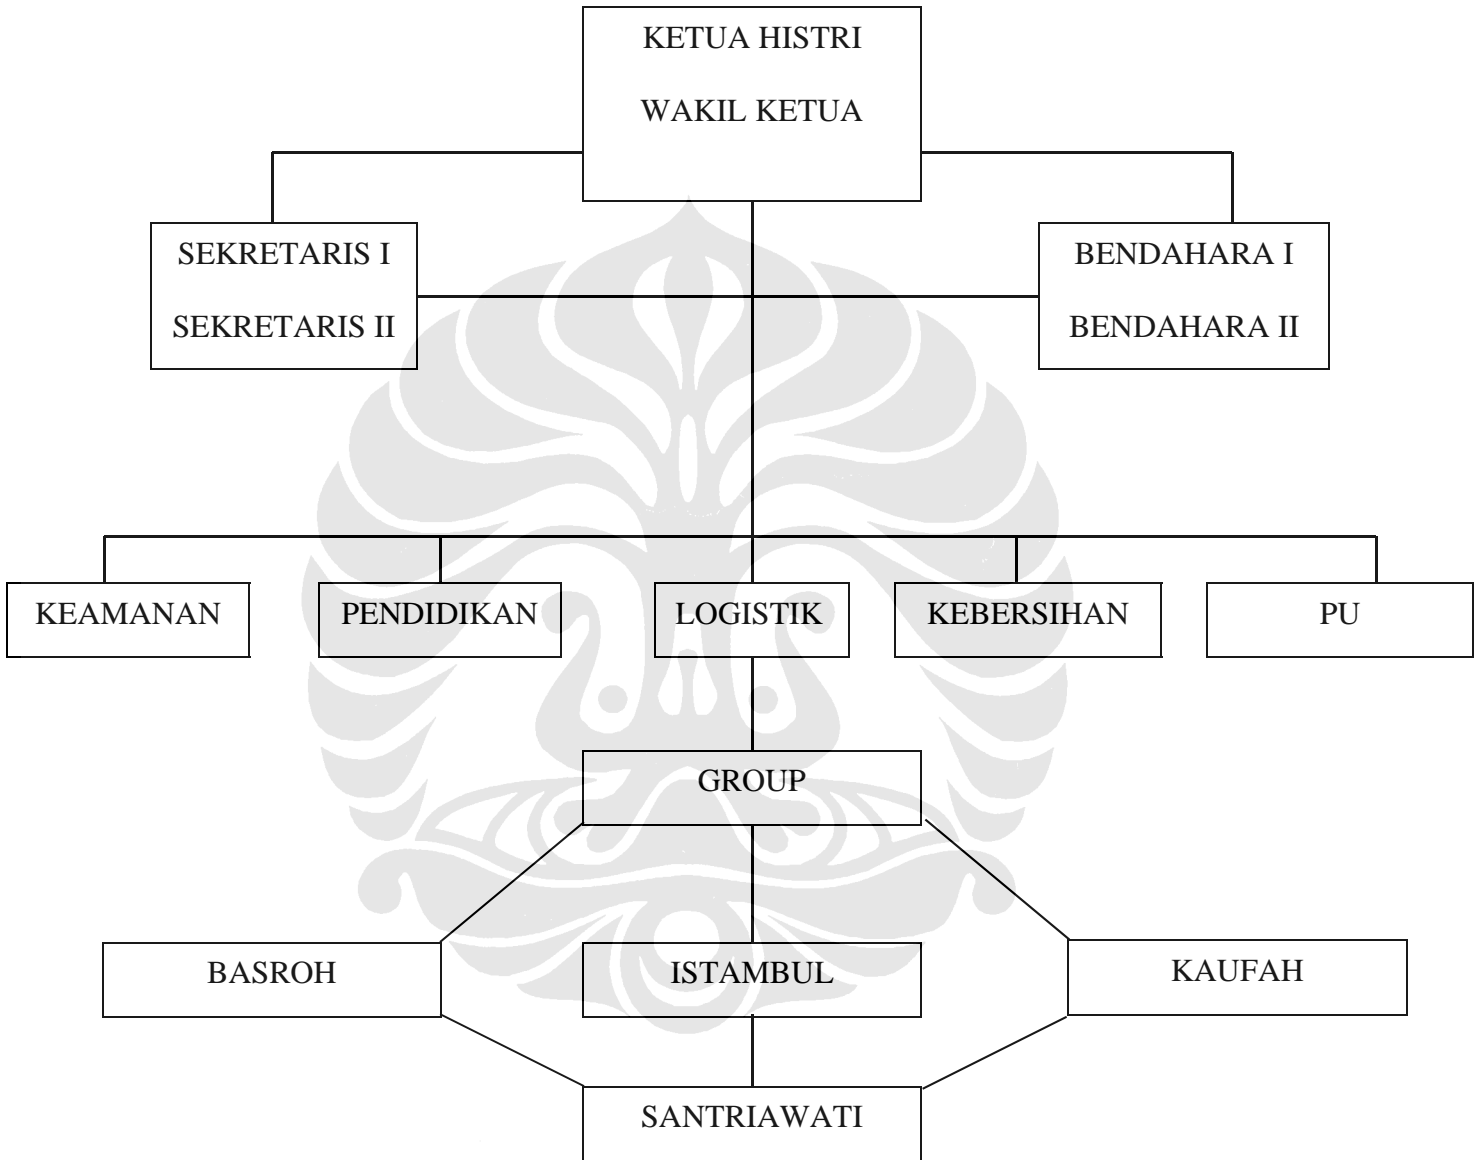 KETUA HISTRI
WAKIL KETUA
SEKRETARIS I
SEKRETARIS II
BENDAHARA I
BENDAHARA II
KEAMANAN
PENDIDIKAN
LOGISTIK
KEBERSIHAN
PU
GROUP
BASROH
ISTAMBUL
KAUFAH
SANTRIAWATI